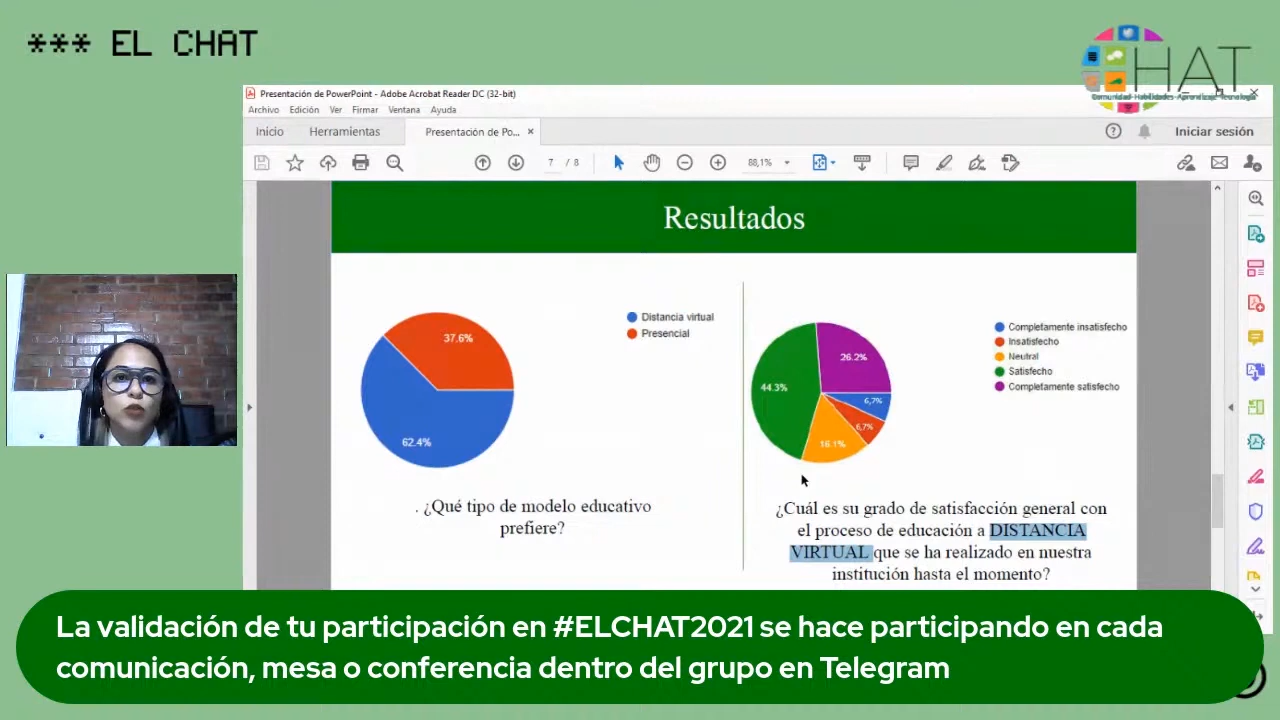 *** EL CHAT
HAT
Comunidad-Habilidades-Aprendizaje-Tecnología
Presentación de PowerPoint - Adobe Acrobat Reader DC (32-bit)
Archivo Edición Ver Firmar Ventana Ayuda
Inicio Herramientas Presentación de Po... × Iniciar sesión
7 / 8 88,1%
Resultados
37.6%
62.4%
Distancia virtual
Presencial
. ¿Qué tipo de modelo educativo
prefiere?
26.2%
44.3%
6,7%
6,7%
16.1%
Completamente insatisfecho
Insatisfecho
Neutral
Satisfecho
Completamente satisfecho
¿Cuál es su grado de satisfacción general con
el proceso de educación a DISTANCIA
VIRTUAL que se ha realizado en nuestra
institución hasta el momento?
La validación de tu participación en #ELCHAT2021 se hace participando en cada
comunicación, mesa o conferencia dentro del grupo en Telegram